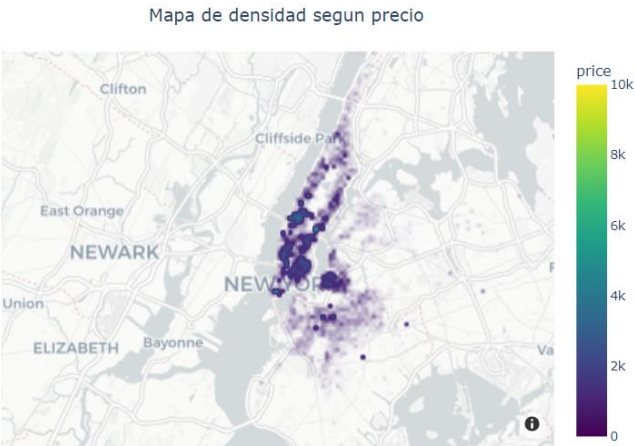 Mapa de densidad segun precio
price
10k
8k
6k
4k
2k
0
Clifton
Cliffside Park
East Orange
NEWARK
NEW YORK
Union
ELIZABETH
Bayonne
Va
i